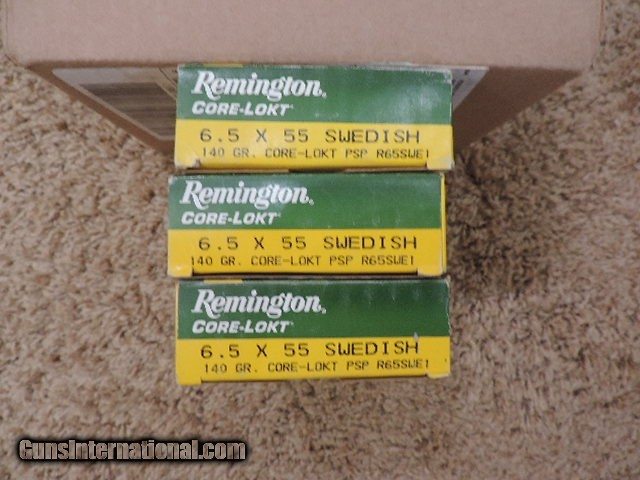 Remington
CORE-LOKT
6.5 X 55 SWEDISH
140 GR. CORE-LOKT PSP R65SWE1
Remington
CORE-LOKT
6.5 X 55 SWEDISH
140 GR. CORE-LOKT PSP R65SWE1
Remington
CORE-LOKT
6.5 X 55 SWEDISH
140 GR. CORE-LOKT PSP R65SWE1
GunsInternational.com